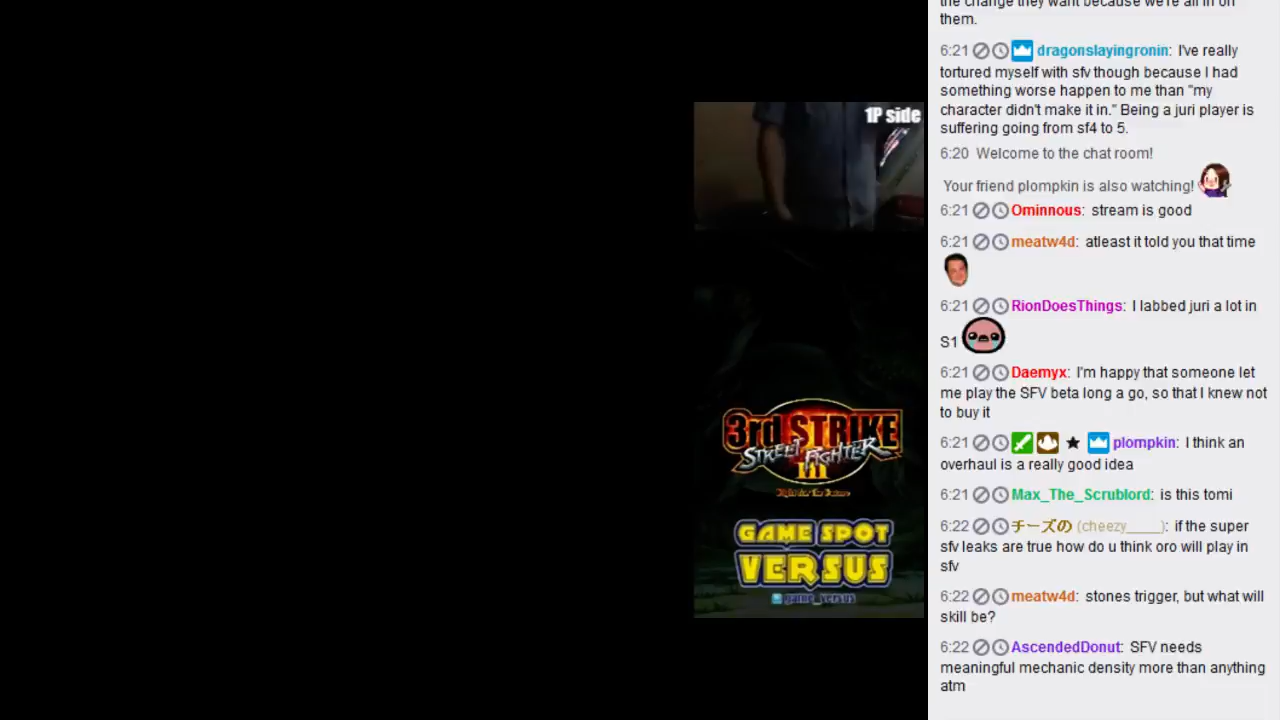 1P side
3rd STRIKE
STREET FIGHTER
III
Fight for the Future
GAME SPOT
VERSUS
game_versus
the change they want because we're all in on
them.
6:21 dragonslayingronin: I've really
tortured myself with sfv though because I had
something worse happen to me than "my
character didn't make it in." Being a juri player is
suffering going from sf4 to 5.
6:20 Welcome to the chat room!
Your friend plompkin is also watching!
6:21 Ominnous: stream is good
6:21 meatw4d: atleast it told you that time
6:21 RionDoesThings: I labbed juri a lot in
S1
6:21 Daemyx: I'm happy that someone let
me play the SFV beta long a go, so that I knew not
to buy it
6:21 plompkin: I think an
overhaul is a really good idea
6:21 Max_The_Scrublord: is this tomi
6:22 チーズの (cheezy____): if the super
sfv leaks are true how do u think oro will play in
sfv
6:22 meatw4d: stones trigger, but what will
skill be?
6:22 AscendedDonut: SFV needs
meaningful mechanic density more than anything
atm